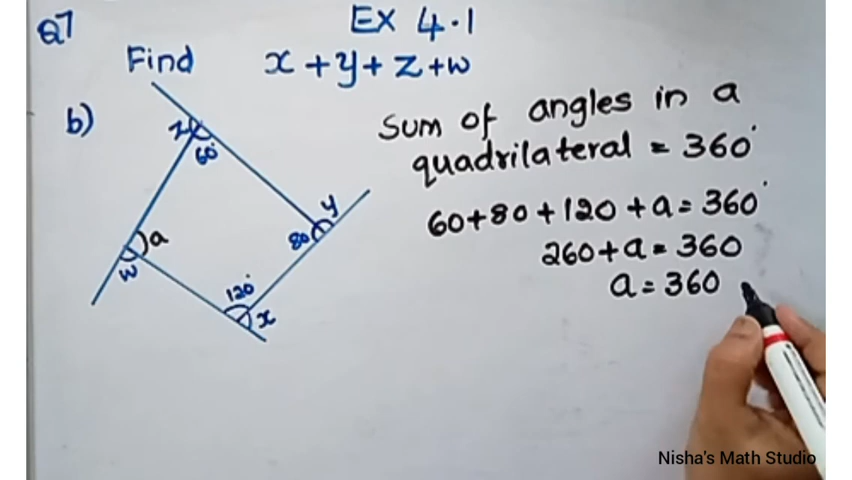 Q7
Ex 4.1
Find x + y + z + w
b)
Sum of angles in a
quadrilateral = 360°
60+80+120+a=360°
260+a=360
a=360
z
60°
y
80
a
w
120°
x
Nisha's Math Studio